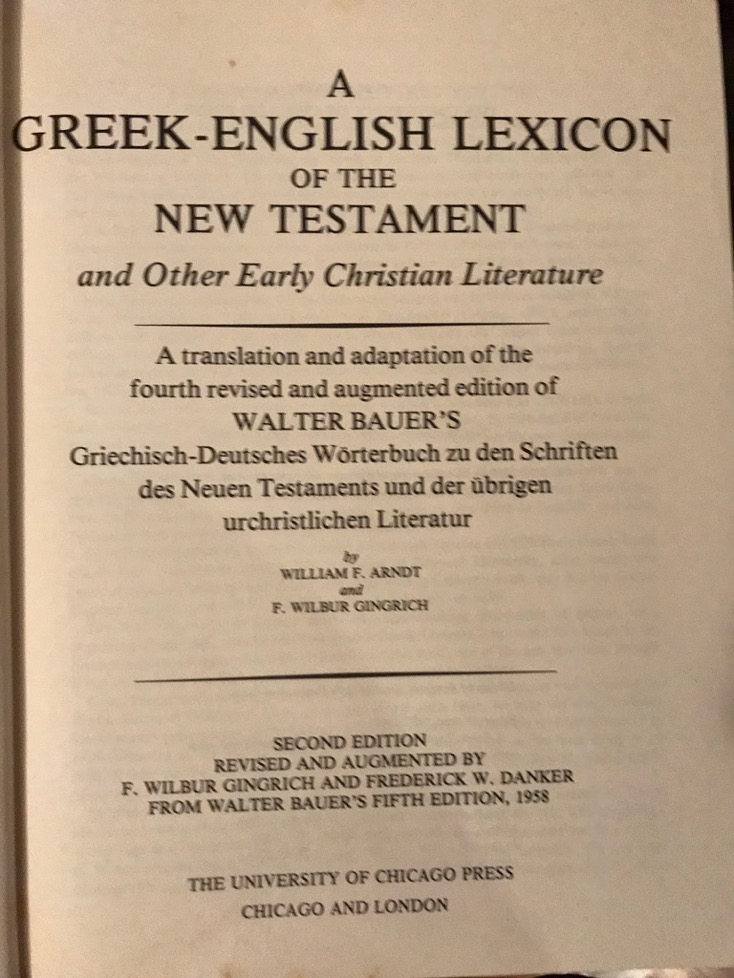 A
GREEK-ENGLISH LEXICON
OF THE
NEW TESTAMENT
and Other Early Christian Literature
A translation and adaptation of the
fourth revised and augmented edition of
WALTER BAUER'S
Griechisch-Deutsches Wörterbuch zu den Schriften
des Neuen Testaments und der übrigen
urchristlichen Literatur
by
WILLIAM F. ARNDT
and
F. WILBUR GINGRICH
SECOND EDITION
REVISED AND AUGMENTED BY
F. WILBUR GINGRICH AND FREDERICK W. DANKER
FROM WALTER BAUER'S FIFTH EDITION, 1958
THE UNIVERSITY OF CHICAGO PRESS
CHICAGO AND LONDON